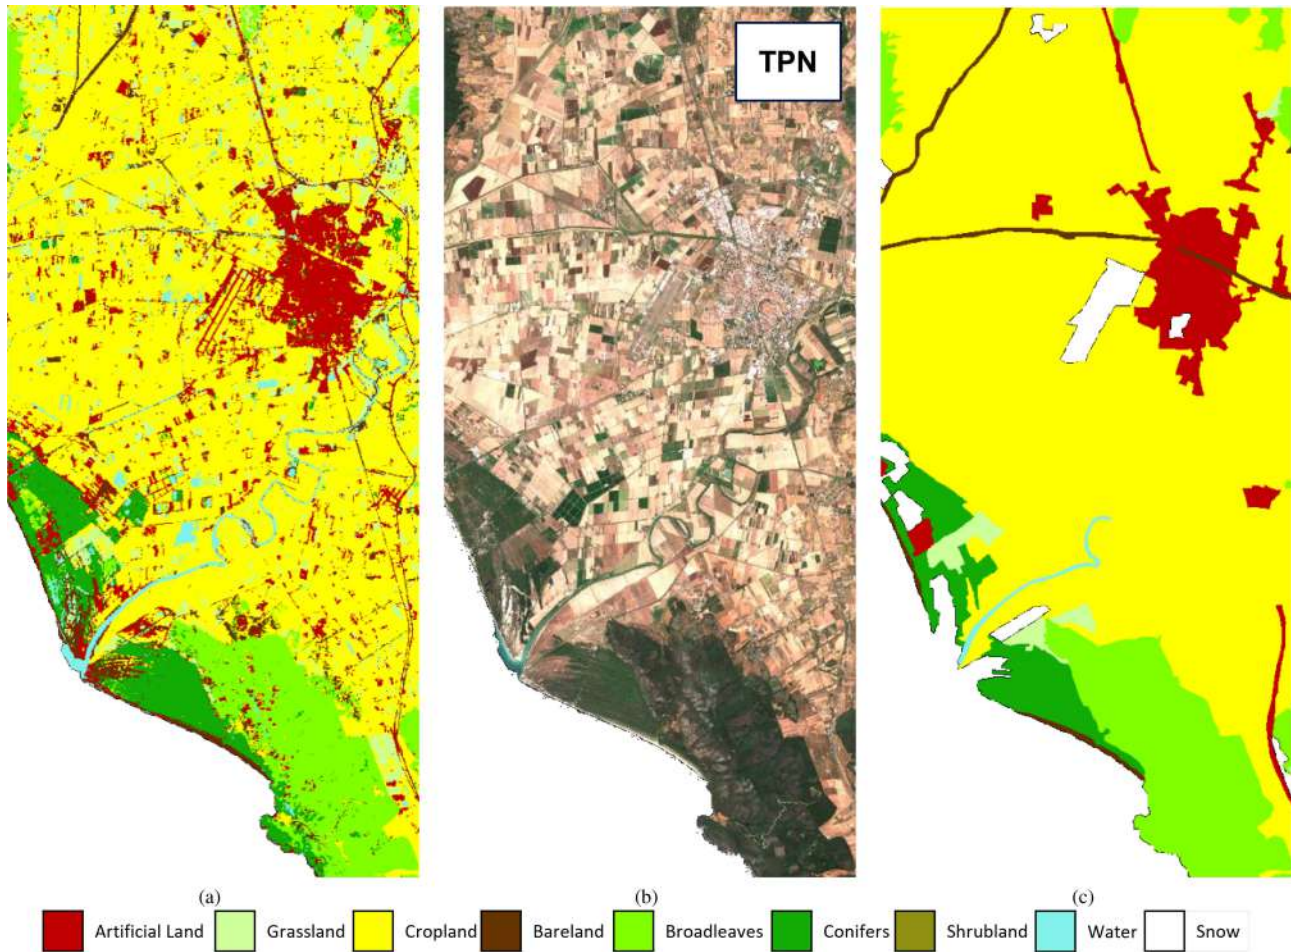 TPN
(a)
(b)
(c)
Artificial Land Grassland Cropland Bareland Broadleaves Conifers Shrubland Water Snow